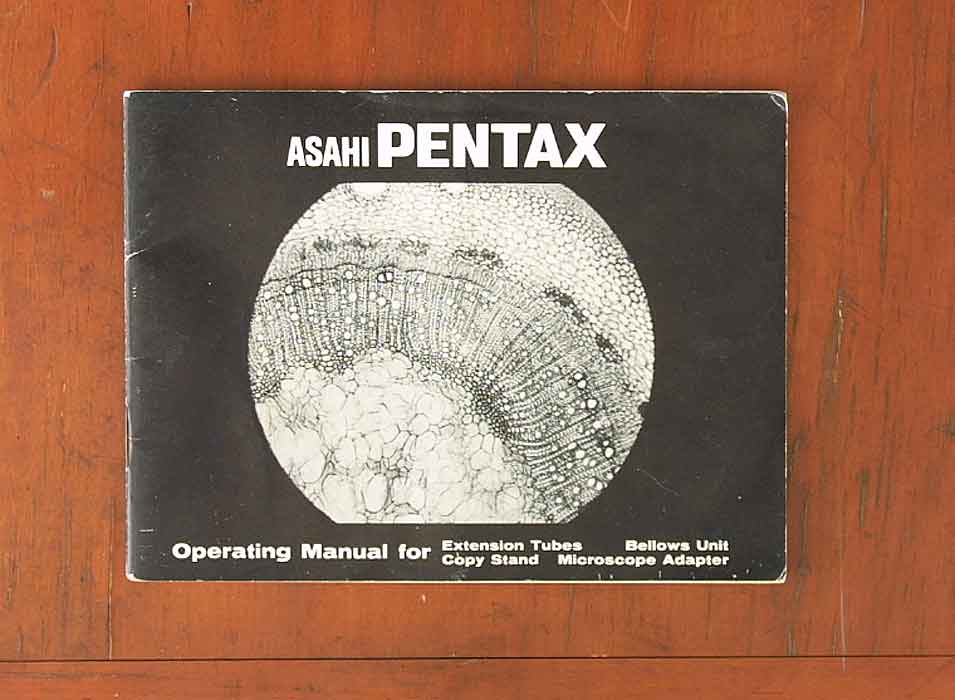 ASAHI PENTAX
Operating Manual for Extension Tubes Bellows Unit
Copy Stand Microscope Adapter